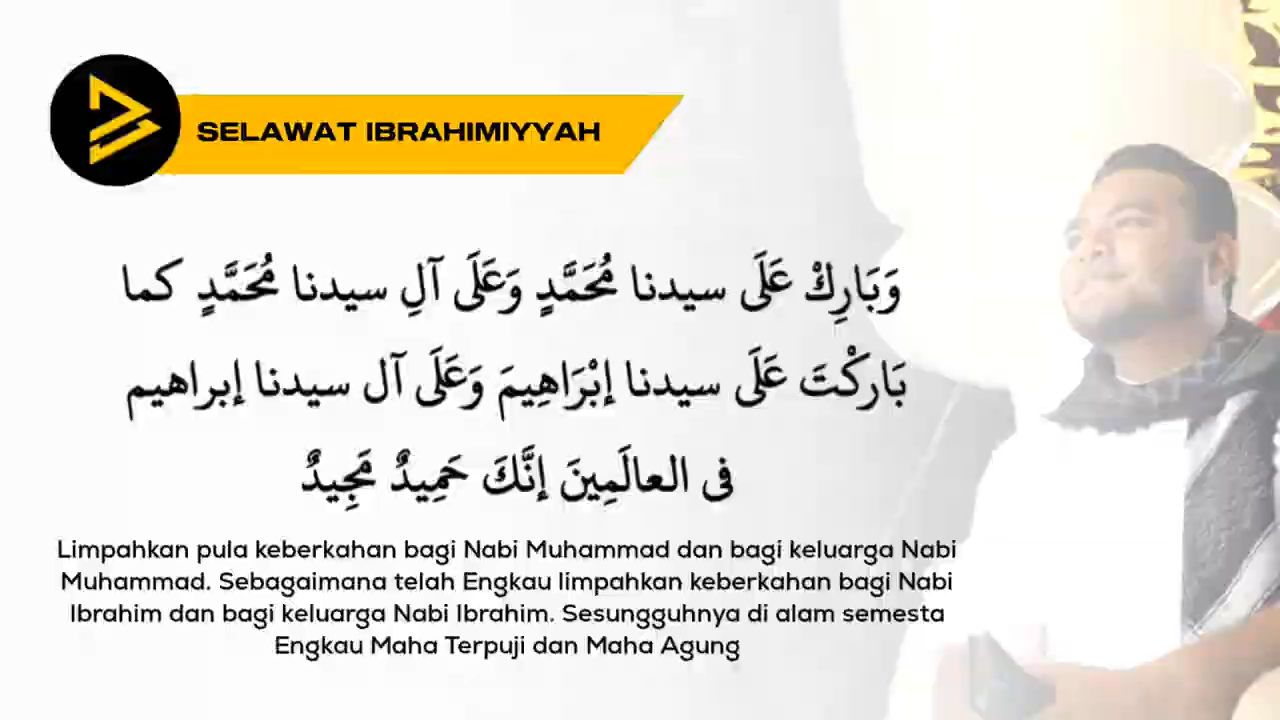 SELAWAT IBRAHIMIYYAH
وَبَارِكْ عَلَى سيدنا مُحَمَّدٍ وَعَلَى آلِ سيدنا مُحَمَّدٍ كما
بَاركْتَ عَلَى سيدنا إبْرَاهِيمَ وَعَلَى آل سيدنا إبراهيم
فى العالَمِينَ إنَّكَ حَمِيدٌ مَجِيدٌ
Limpahkan pula keberkahan bagi Nabi Muhammad dan bagi keluarga Nabi
Muhammad. Sebagaimana telah Engkau limpahkan keberkahan bagi Nabi
Ibrahim dan bagi keluarga Nabi Ibrahim. Sesungguhnya di alam semesta
Engkau Maha Terpuji dan Maha Agung